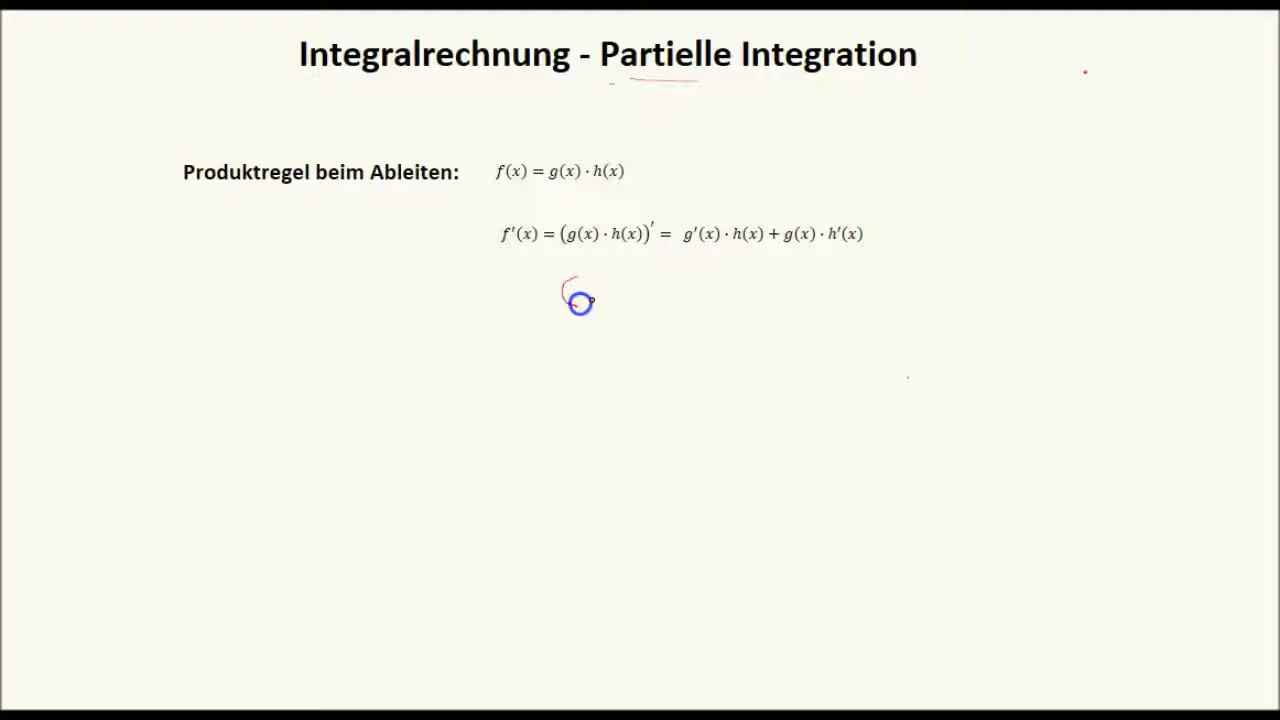 Integralrechnung - Partielle Integration
Produktregel beim Ableiten: f(x) = g(x) · h(x)
f′(x) = (g(x) · h(x))′ = g′(x) · h(x) + g(x) · h′(x)